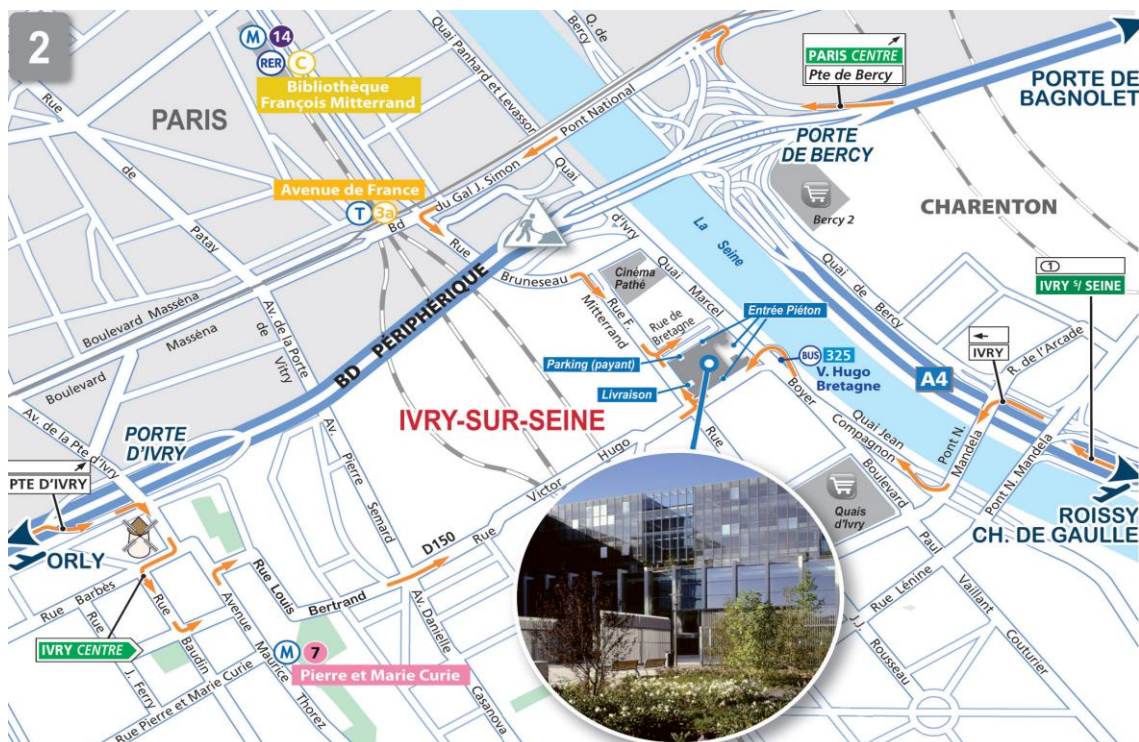 2
M 14
RER C
Bibliothèque
François Mitterrand
PARIS
Quai Panhard et Levassor
Q. de
Bercy
PARIS CENTRE
Pte de Bercy
PORTE DE
BAGNOLET
PORTE
DE BERCY
Pont National
Rue
de
Patay
Avenue de France
T 3a
Bd
du Gal J. Simon
Quai
d'Ivry
La Seine
Bercy 2
CHARENTON
Rue
Bruneseau
Cinéma
Pathé
Quai
Marcel
Boyer
Quai
de
Bercy
1
IVRY S/ SEINE
Boulevard Masséna
Boulevard
Masséna
Av. de la Porte
de
Vitry
BD PÉRIPHÉRIQUE
Rue F.
Mitterrand
Rue de
Bretagne
Entrée Piéton
Parking (payant)
Livraison
BUS 325
V. Hugo
Bretagne
A4
IVRY
R. de l'Arcade
IVRY-SUR-SEINE
Av. de la Pte d'Ivry
PORTE
D'IVRY
PTE D'IVRY
ORLY
Av.
Pierre
Semard
Rue
Victor
Hugo
Rue
Quai Jean
Compagnon
Pont N.
Mandela
Pont N. Mandela
Boulevard
Paul
Vaillant
Couturier
Quais
d'Ivry
ROISSY
CH. DE GAULLE
D150
Rue Louis
Bertrand
Rue Barbès
Rue
J. Ferry
Rue
Baudin
Avenue
Maurice
Thorez
Av. Danielle
Casanova
IVRY CENTRE
M 7
Pierre et Marie Curie
Rue Pierre et Marie Curie
Rue Lénine
J.J.
Rousseau